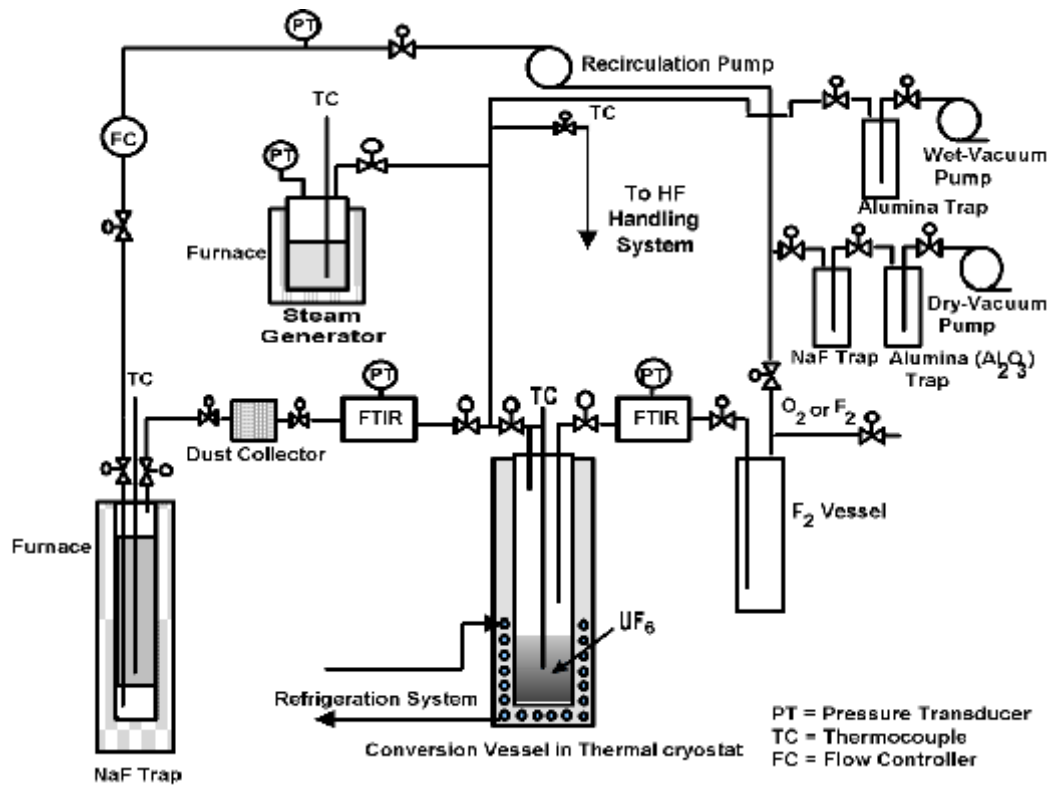 PT
Recirculation Pump
TC
TC
FC
PT
Wet-Vacuum
Pump
To HF
Handling
System
Alumina Trap
Furnace
Steam
Generator
Dry-Vacuum
Pump
NaF Trap
Alumina (AL2O3)
Trap
PT
PT
TC
TC
O2 or F2
FTIR
FTIR
Dust Collector
F2 Vessel
Furnace
UF6
Refrigeration System
PT = Pressure Transducer
TC = Thermocouple
FC = Flow Controller
Conversion Vessel in Thermal cryostat
NaF Trap